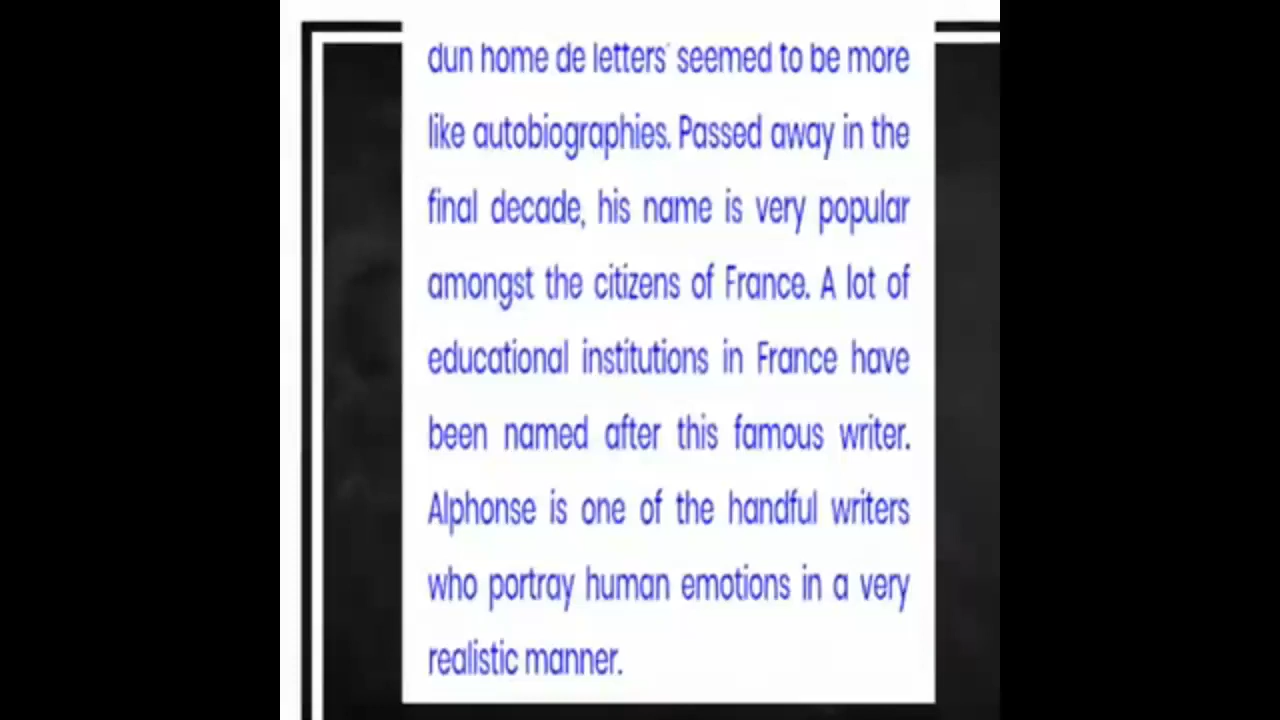 dun home de letters' seemed to be more
like autobiographies. Passed away in the
final decade, his name is very popular
amongst the citizens of France. A lot of
educational institutions in France have
been named after this famous writer.
Alphonse is one of the handful writers
who portray human emotions in a very
realistic manner.